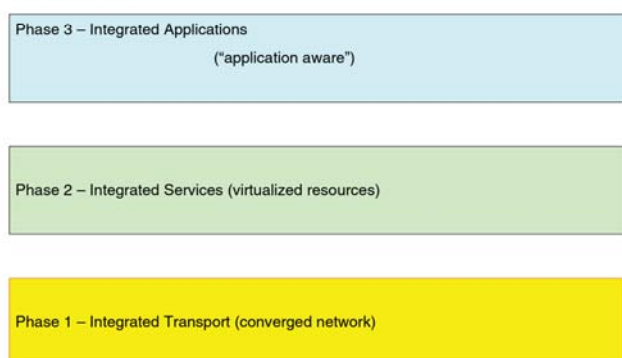 Phase 3 – Integrated Applications
(“application aware”)
Phase 2 – Integrated Services (virtualized resources)
Phase 1 – Integrated Transport (converged network)